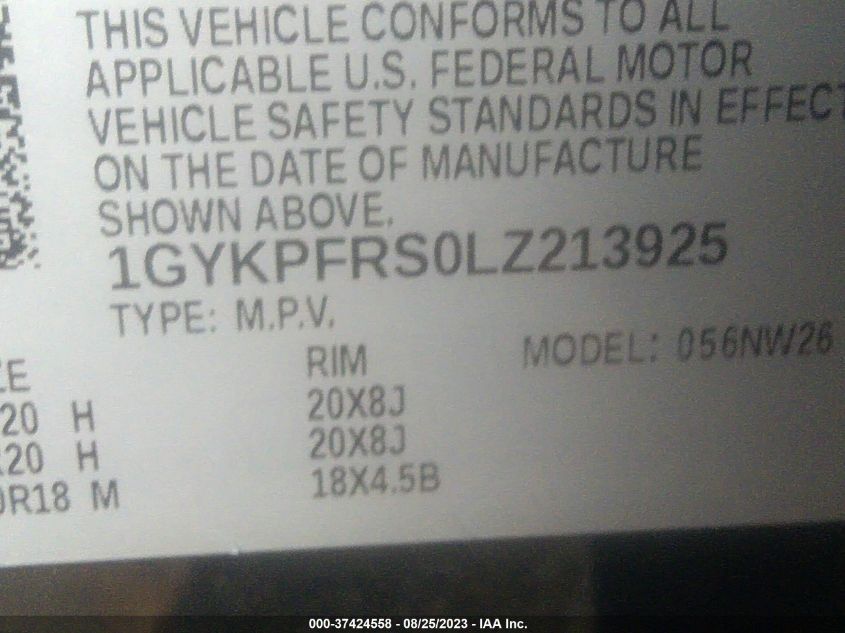 THIS VEHICLE CONFORMS TO ALL
APPLICABLE U.S. FEDERAL MOTOR
VEHICLE SAFETY STANDARDS IN EFFECT
ON THE DATE OF MANUFACTURE
SHOWN ABOVE.
1GYKPFRS0LZ213925
TYPE: M.P.V.
MODEL: 056NW26
ZE RIM
20 H 20X8J
20 H 20X8J
0R18 M 18X4.5B
000-37424558 - 08/25/2023 - IAA Inc.